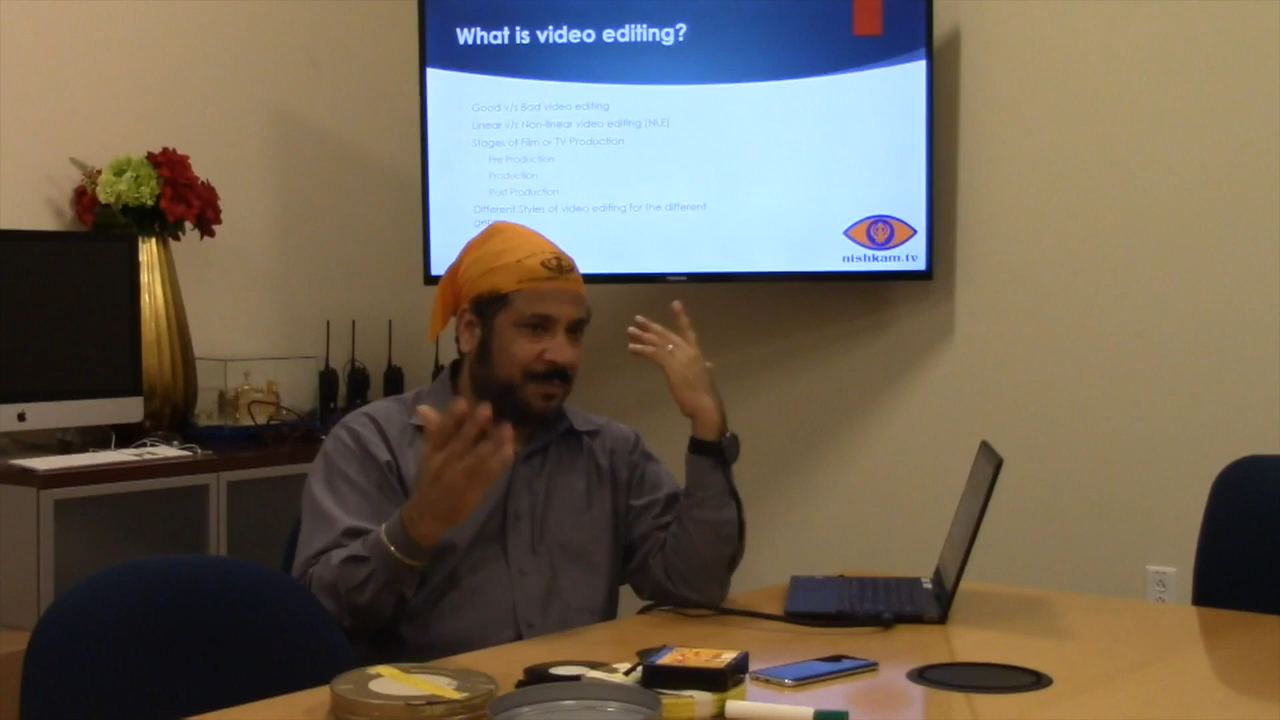 What is video editing?
Good v/s Bad video editing
Linear v/s Non-linear video editing (NLE)
Stages of Film or TV Production
Pre Production
Production
Post Production
Different Styles of video editing for the different
nishkam.tv